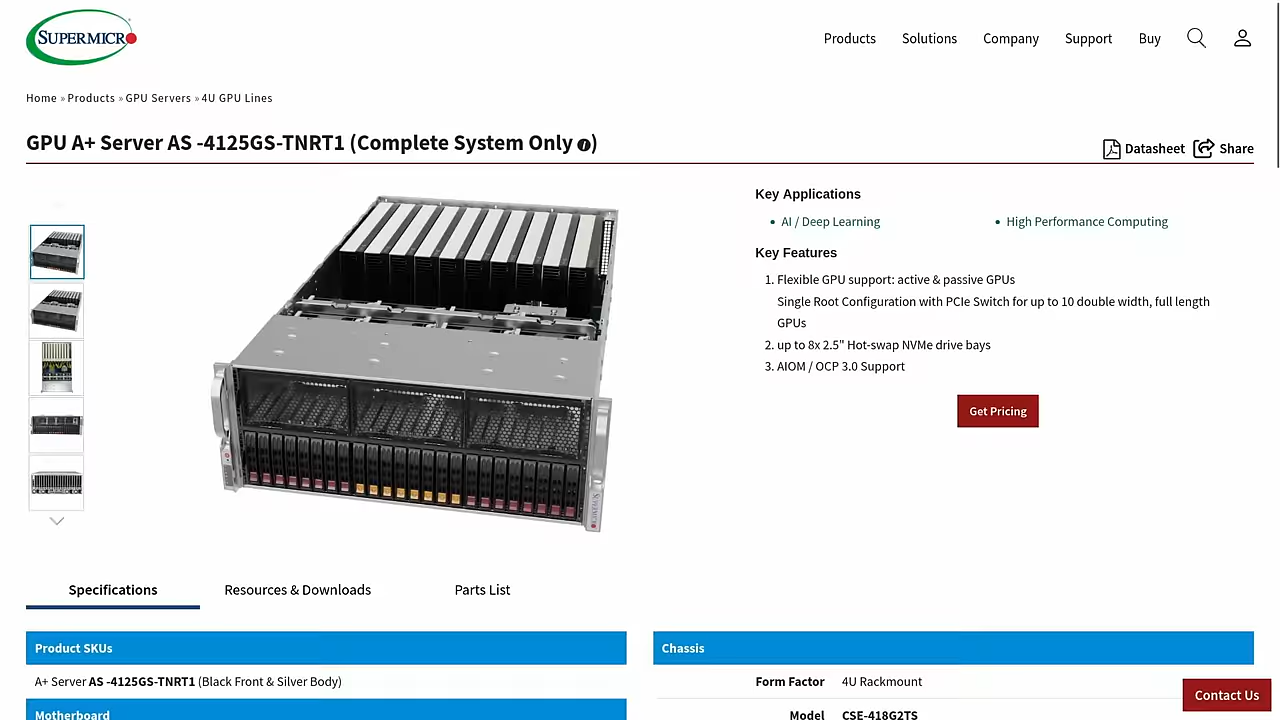 SUPERMICRO
Products
Solutions
Company
Support
Buy
Home » Products » GPU Servers » 4U GPU Lines
GPU A+ Server AS -4125GS-TNRT1 (Complete System Only i)
Datasheet
Share
Key Applications
• AI / Deep Learning
• High Performance Computing
Key Features
1. Flexible GPU support: active & passive GPUs
Single Root Configuration with PCIe Switch for up to 10 double width, full length
GPUs
2. up to 8x 2.5" Hot-swap NVMe drive bays
3. AIOM / OCP 3.0 Support
Get Pricing
SUPERMICRO
Specifications
Resources & Downloads
Parts List
Product SKUs
A+ Server AS -4125GS-TNRT1 (Black Front & Silver Body)
Motherboard
Chassis
Form Factor 4U Rackmount
Model CSE-418G2TS
Contact Us